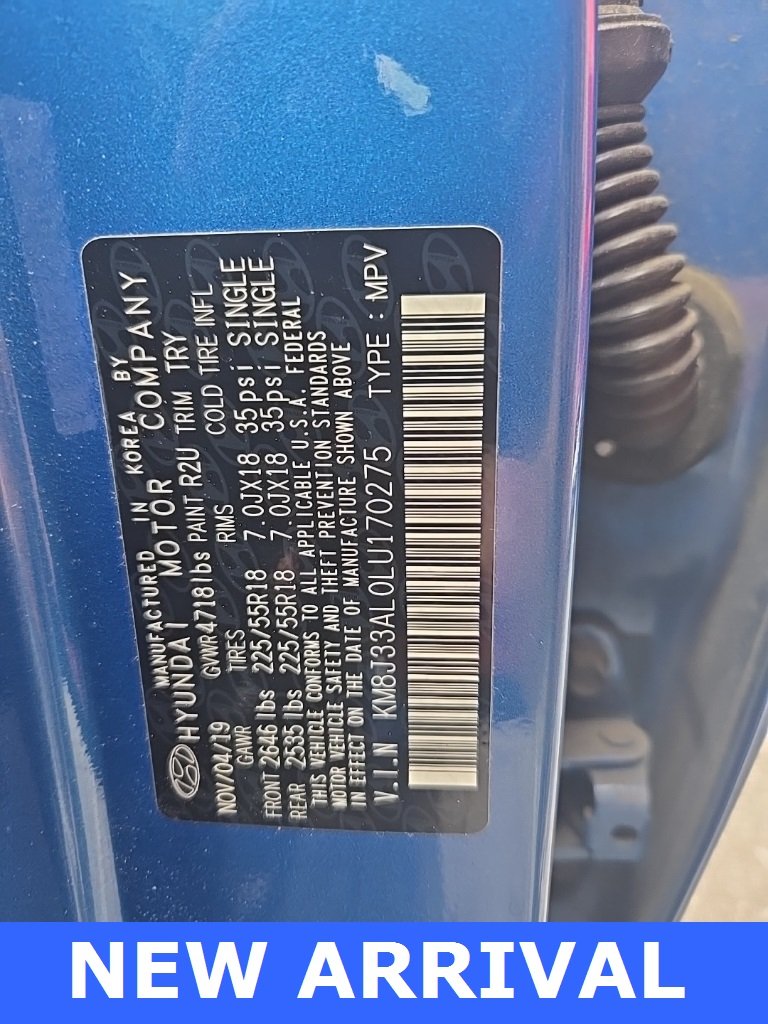 MANUFACTURED IN KOREA BY
HYUNDAI MOTOR COMPANY
NOV/04/19 GVWR4718lbs PAINT R2U TRIM TRY
GAWR TIRES RIMS COLD TIRE INFL
FRONT 2646 lbs 225/55R18 7.0JX18 35psi SINGLE
REAR 2535 lbs 225/55R18 7.0JX18 35psi SINGLE
THIS VEHICLE CONFORMS TO ALL APPLICABLE U.S.A. FEDERAL
MOTOR VEHICLE SAFETY AND THEFT PREVENTION STANDARDS
IN EFFECT ON THE DATE OF MANUFACTURE SHOWN ABOVE
V.I.N KM8J33AL0LU170275 TYPE : MPV
NEW ARRIVAL